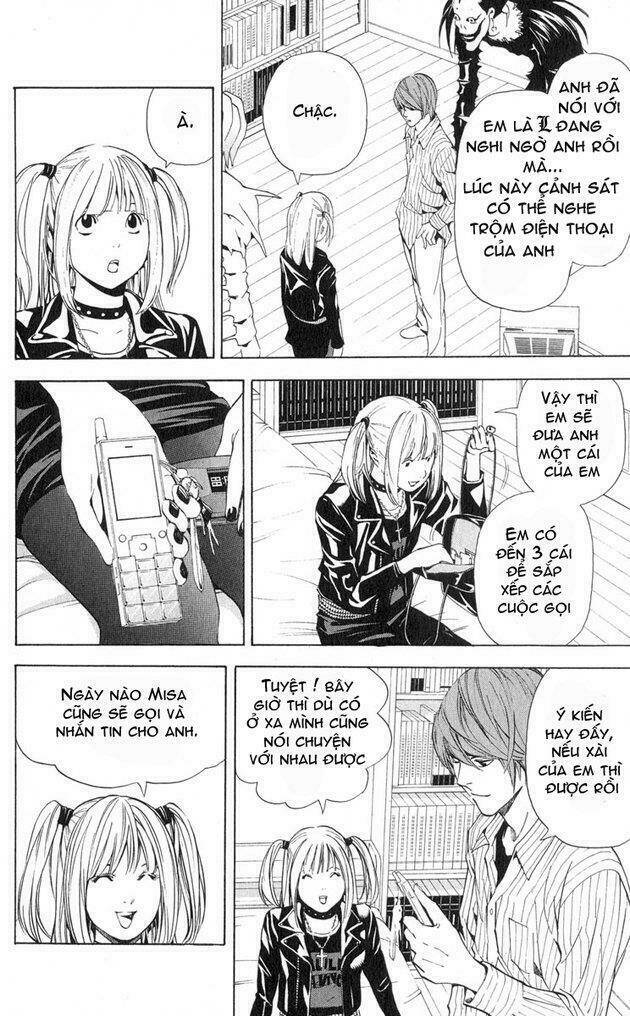 ANH ĐÃ
NÓI VỚI
EM LÀ L ĐANG
NGHI NGỜ ANH RỒI
MÀ...
LÚC NÀY CẢNH SÁT
CÓ THỂ NGHE
TRỘM ĐIỆN THOẠI
CỦA ANH
CHẬC.
À.
VẬY THÌ
EM SẼ
ĐƯA ANH
MỘT CÁI
CỦA EM
EM CÓ
ĐẾN 3 CÁI
ĐỂ SẮP
XẾP CÁC
CUỘC GỌI
Ý KIẾN
HAY ĐẤY,
NẾU XÀI
CỦA EM THÌ
ĐƯỢC RỒI
TUYỆT ! BÂY
GIỜ THÌ DÙ CÓ
Ở XA MÌNH CŨNG
NÓI CHUYỆN
VỚI NHAU ĐƯỢC
NGÀY NÀO MISA
CŨNG SẼ GỌI VÀ
NHẮN TIN CHO ANH.